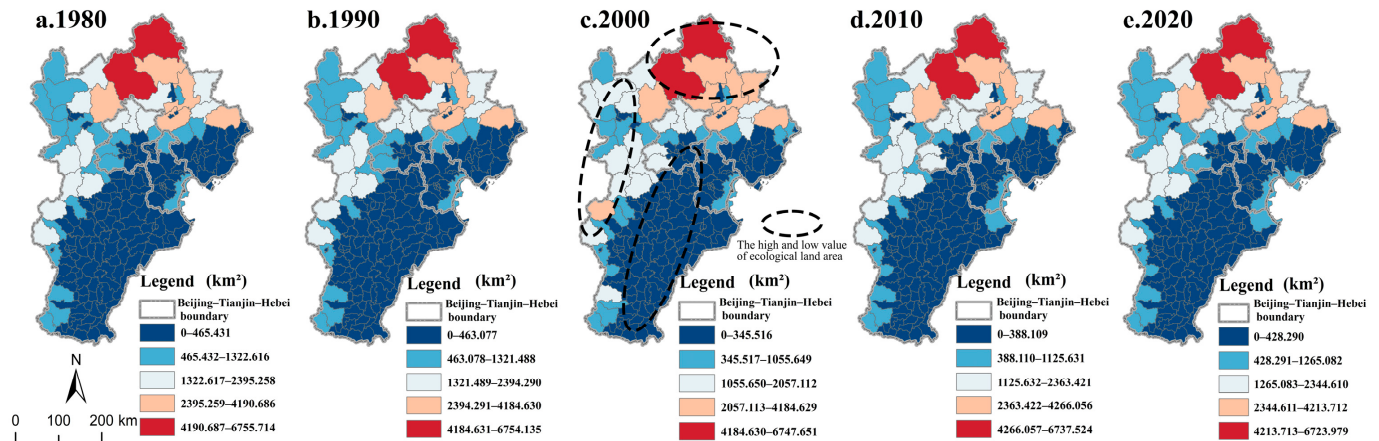 a.1980
b.1990
c.2000
d.2010
c.2020
The high and low value
of ecological land area
Legend (km²)
Beijing–Tianjin–Hebei
boundary
0–465.431
465.432–1322.616
1322.617–2395.258
2395.259–4190.686
4190.687–6755.714
N
0 100 200 km
Legend (km²)
Beijing–Tianjin–Hebei
boundary
0–463.077
463.078–1321.488
1321.489–2394.290
2394.291–4184.630
4184.631–6754.135
Legend (km²)
Beijing–Tianjin–Hebei
boundary
0–345.516
345.517–1055.649
1055.650–2057.112
2057.113–4184.629
4184.630–6747.651
Legend (km²)
Beijing–Tianjin–Hebei
boundary
0–388.109
388.110–1125.631
1125.632–2363.421
2363.422–4266.056
4266.057–6737.524
Legend (km²)
Beijing–Tianjin–Hebei
boundary
0–428.290
428.291–1265.082
1265.083–2344.610
2344.611–4213.712
4213.713–6723.979